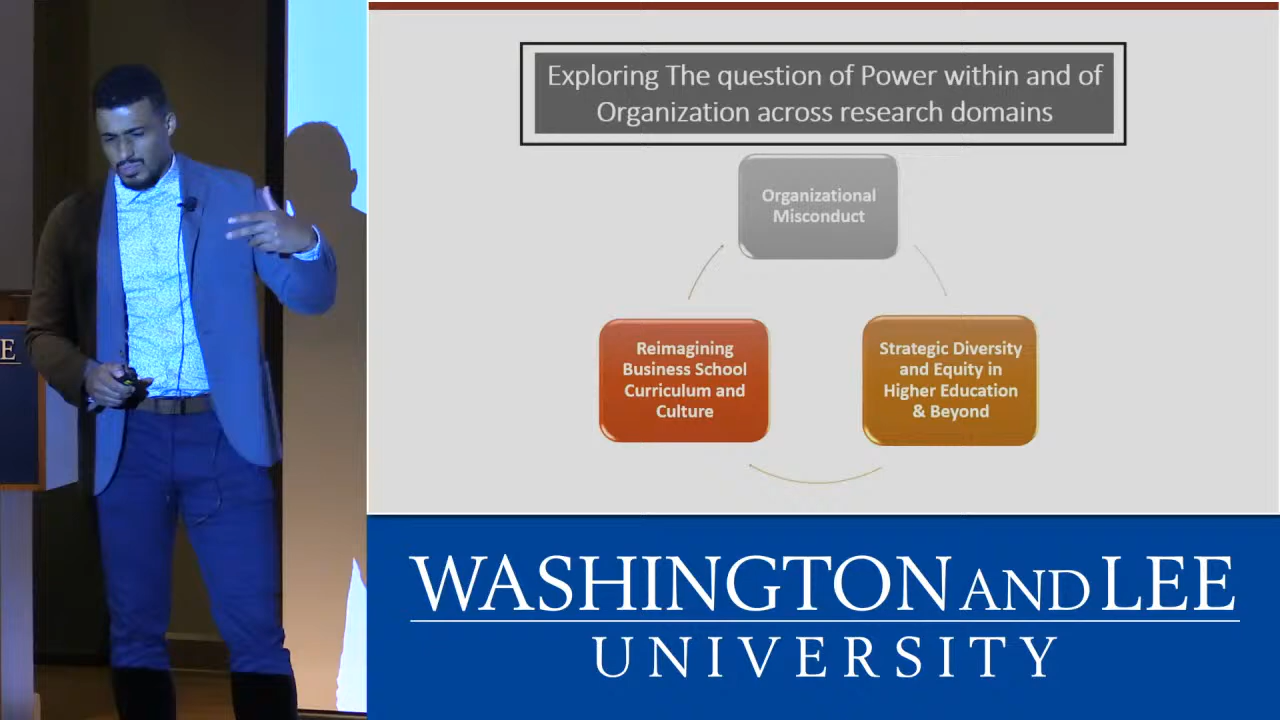 Exploring The question of Power within and of
Organization across research domains
Organizational
Misconduct
Reimagining
Business School
Curriculum and
Culture
Strategic Diversity
and Equity in
Higher Education
& Beyond
E
WASHINGTON AND LEE
UNIVERSITY